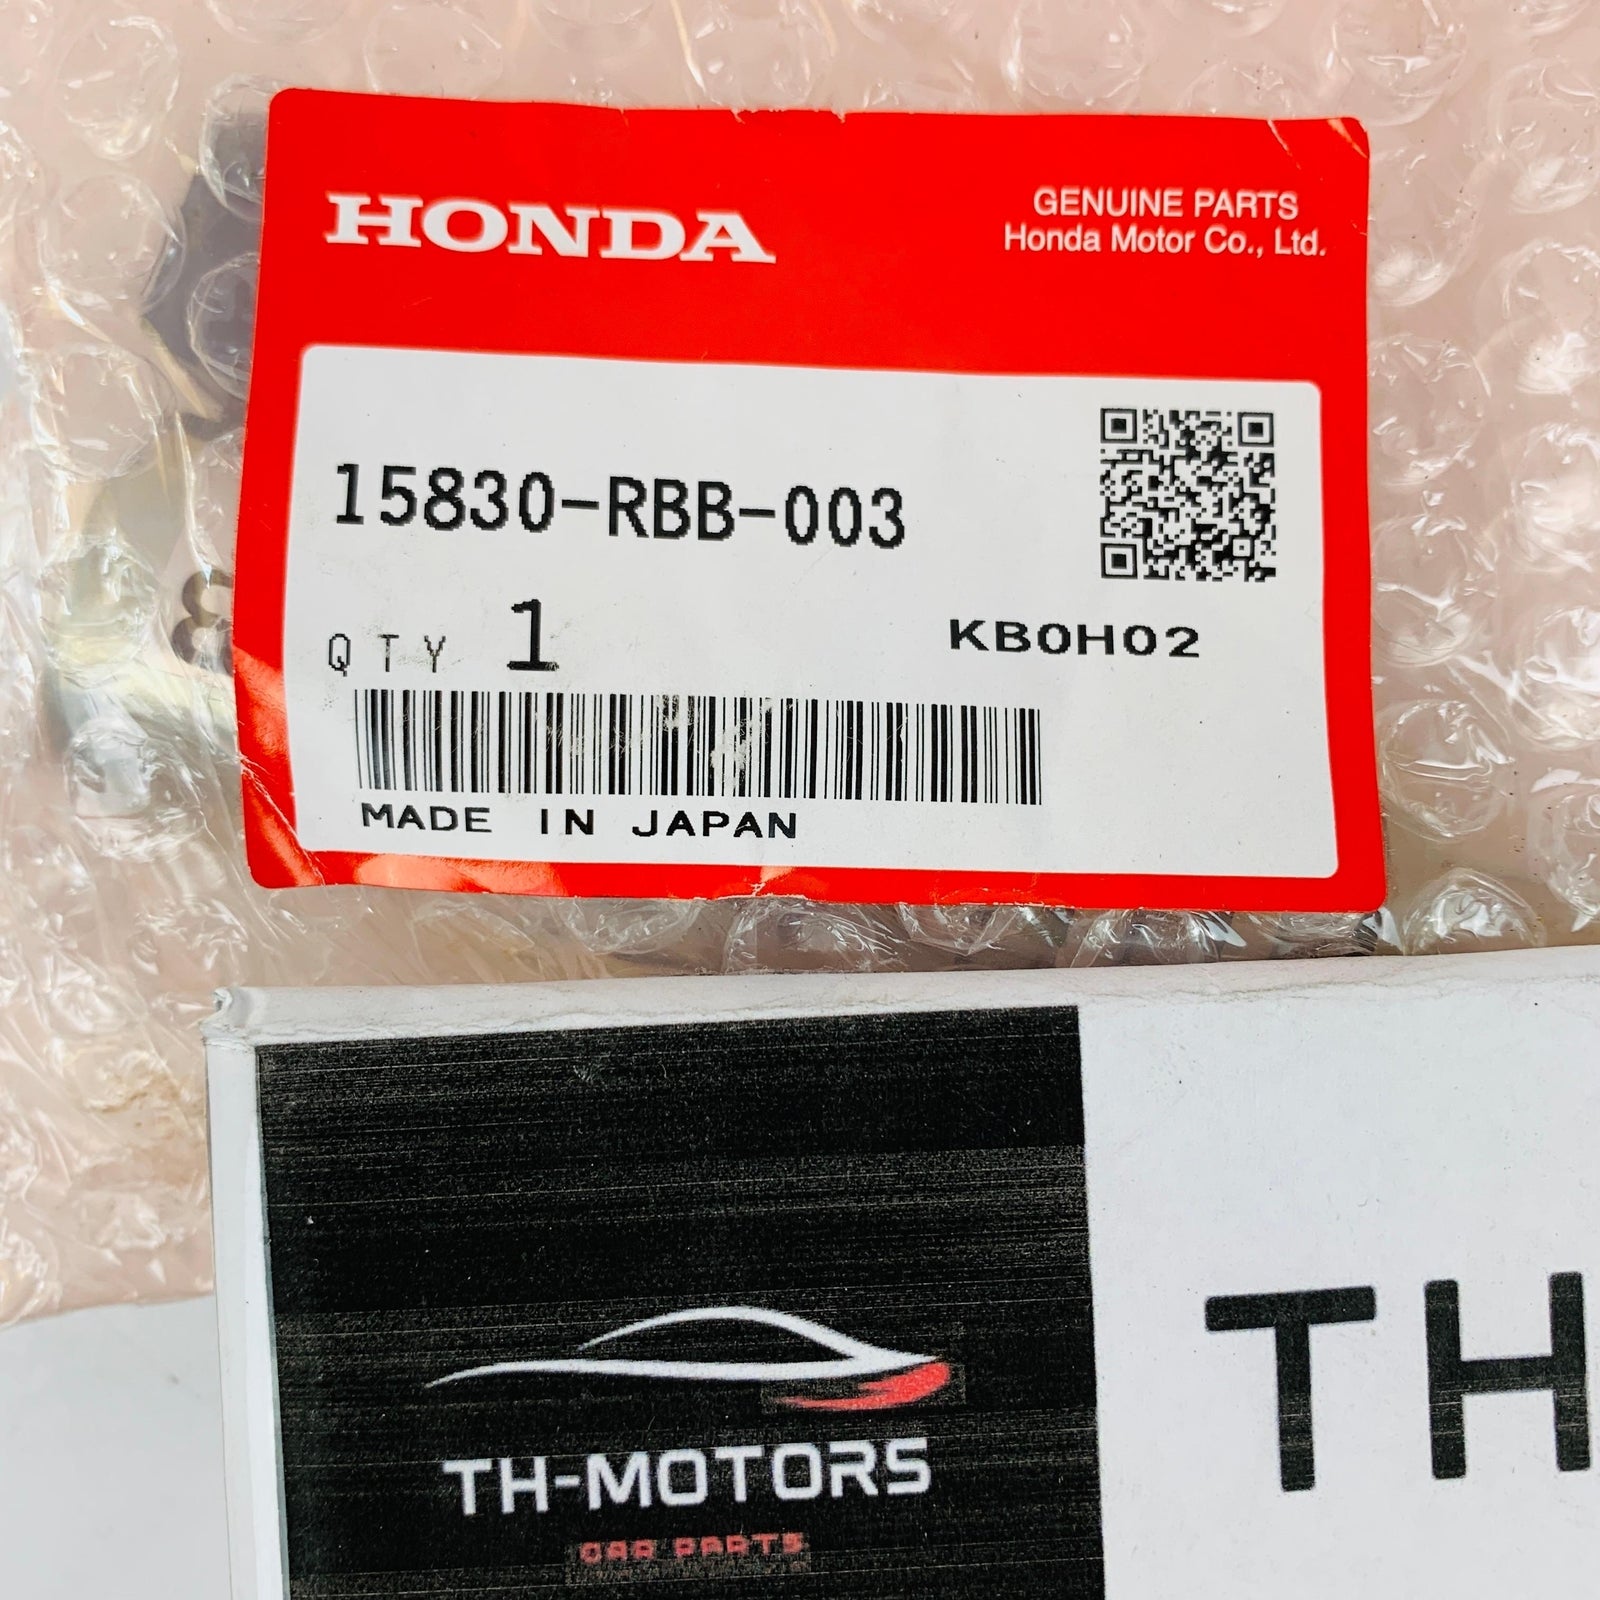 HONDA
GENUINE PARTS
Honda Motor Co., Ltd.
15830-RBB-003
QTY 1
KB0H02
MADE IN JAPAN
TH-MOTORS
CAR PARTS
TH